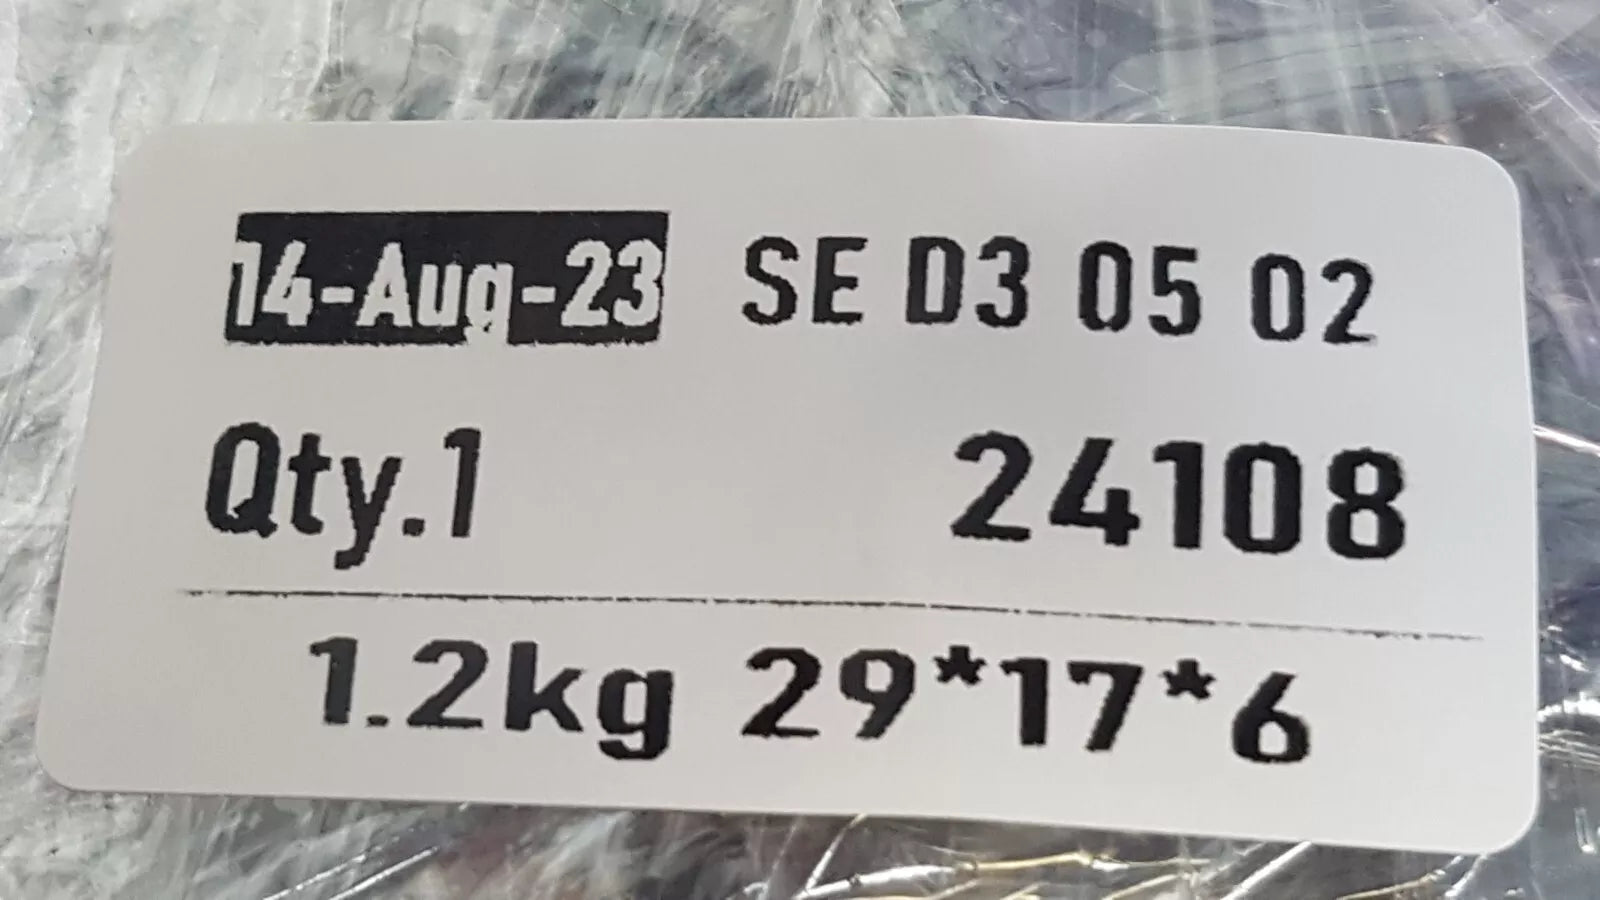 14-Aug-23 SE D3 05 02
Qty.1 24108
1.2kg 29*17*6